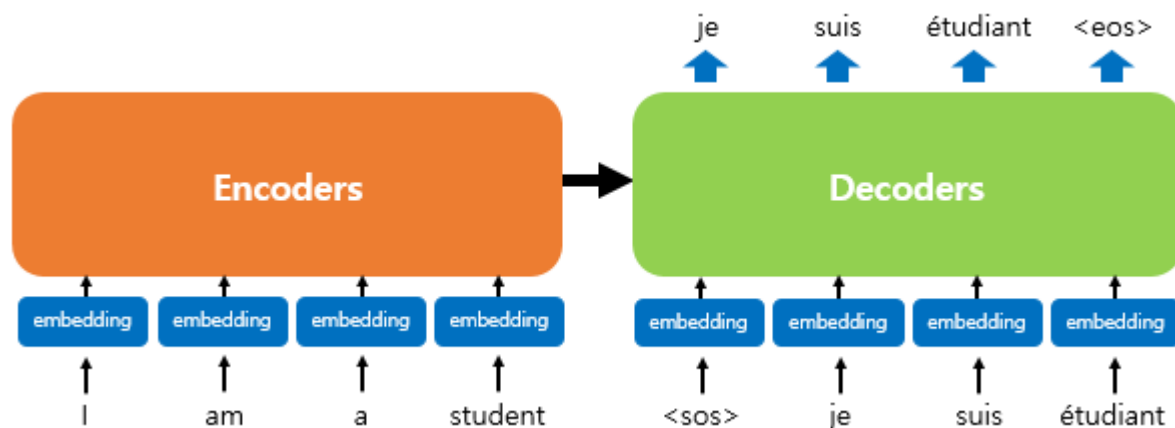 je suis étudiant <eos>
Encoders Decoders
embedding embedding embedding embedding embedding embedding embedding embedding
I am a student <sos> je suis étudiant